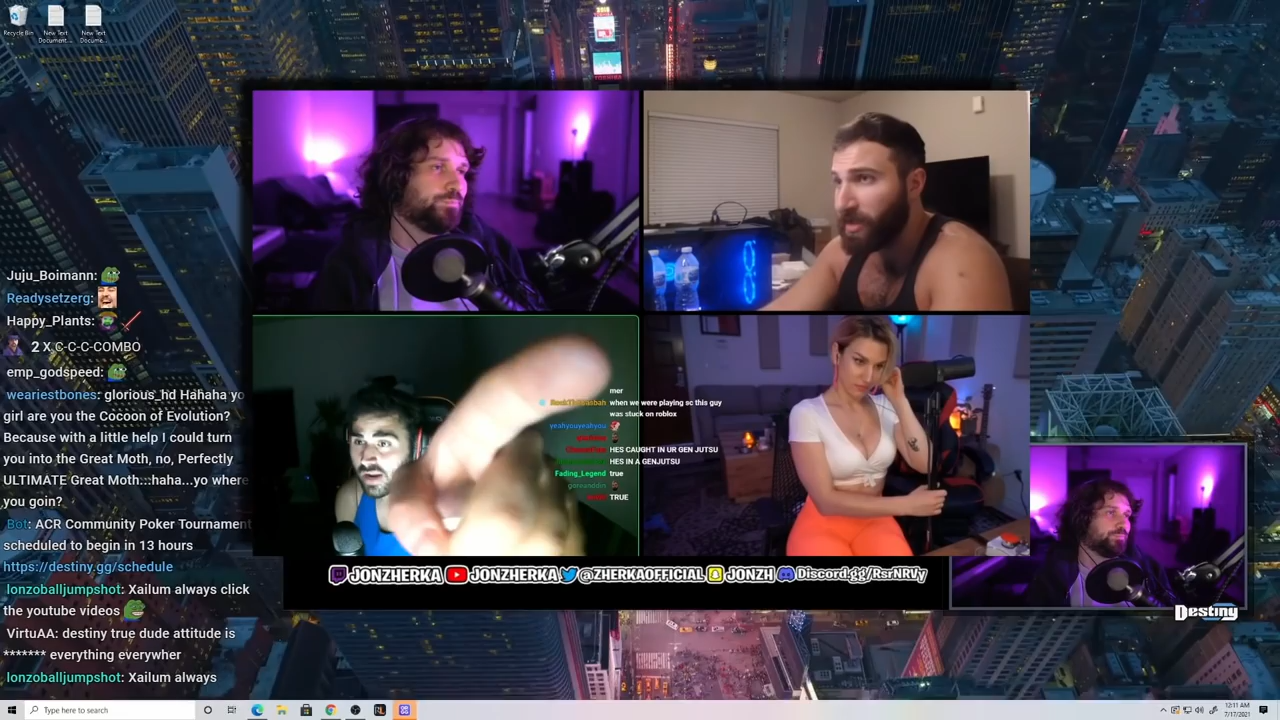 Recycle Bin
New Text
Document...
New Text
Docume...
Juju_Boimann:
Readysetzerg:
Happy_Plants:
2 X C-C-C-COMBO
emp_godspeed:
weariestbones: glorious_hd Hahaha yo
girl are you the Cocoon of Evolution?
Because with a little help I could turn
you into the Great Moth, no, Perfectly
ULTIMATE Great Moth...haha...yo where
you goin?
Bot: ACR Community Poker Tournament
scheduled to begin in 13 hours
https://destiny.gg/schedule
lonzoballjumpshot: Xailum always click
the youtube videos
VirtuAA: destiny true dude attitude is
******* everything everywher
lonzoballjumpshot: Xailum always
mer
when we were playing sc this guy
was stuck on roblox
yeahyouyeahyou
HES CAUGHT IN UR GEN JUTSU
HES IN A GENJUTSU
Fading_Legend true
TRUE
JONZHERKA JONZHERKA @ZHERKAOFFICIAL JONZH Discord.gg/RsrNRVy
Destiny
Type here to search
12:11 AM
7/17/2021